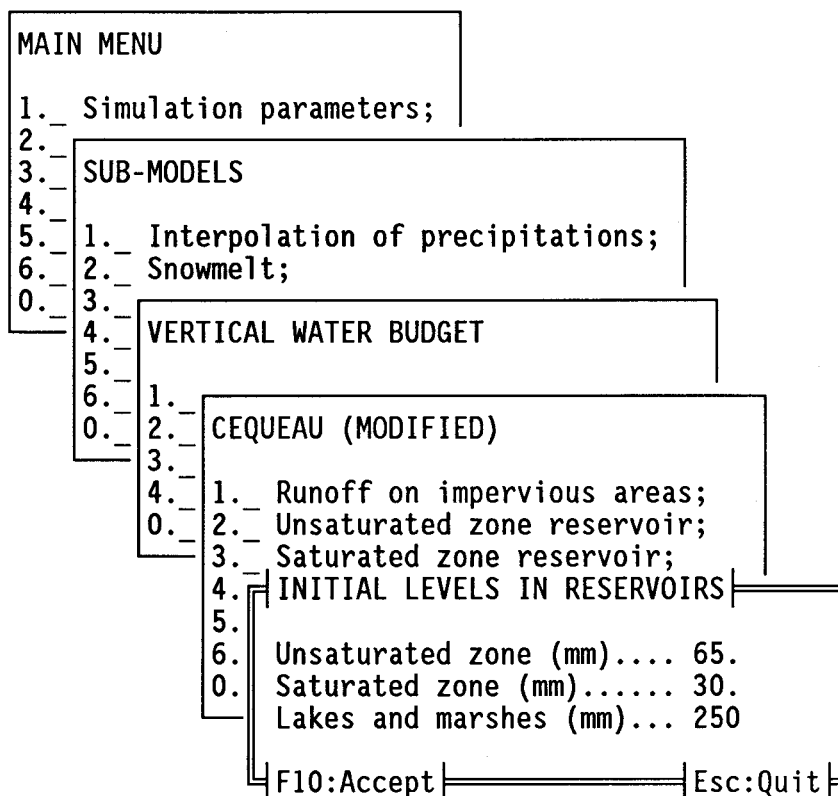 MAIN MENU
1._ Simulation parameters;
2._
3._ SUB-MODELS
4._
5._ 1._ Interpolation of precipitations;
6._ 2._ Snowmelt;
0._ 3._
4._ VERTICAL WATER BUDGET
5._
6._ 1._
0._ 2._ CEQUEAU (MODIFIED)
3._
4._ 1._ Runoff on impervious areas;
0._ 2._ Unsaturated zone reservoir;
3._ Saturated zone reservoir;
4. INITIAL LEVELS IN RESERVOIRS
5.
6. Unsaturated zone (mm).... 65.
0. Saturated zone (mm)...... 30.
Lakes and marshes (mm)... 250
F10:Accept Esc:Quit